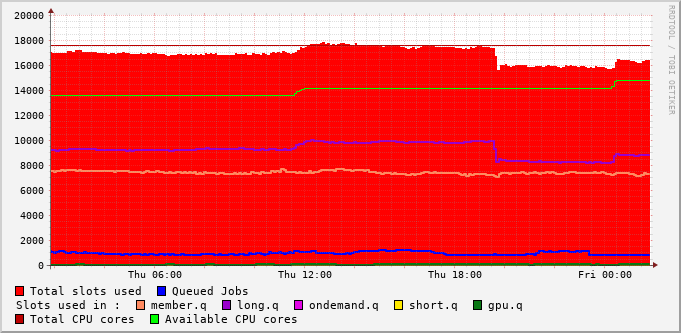 20000
18000
16000
14000
12000
10000
8000
6000
4000
2000
0
Thu 06:00 Thu 12:00 Thu 18:00 Fri 00:00
Total slots used Queued Jobs
Slots used in : member.q long.q ondemand.q short.q gpu.q
Total CPU cores Available CPU cores
RRDTOOL / TOBI OETIKER